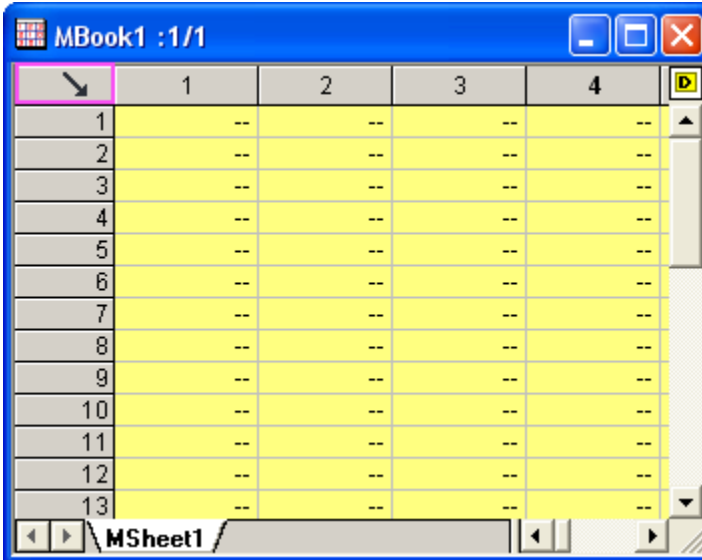 MBook1 :1/1
1 2 3 4 D
1 -- -- -- --
2 -- -- -- --
3 -- -- -- --
4 -- -- -- --
5 -- -- -- --
6 -- -- -- --
7 -- -- -- --
8 -- -- -- --
9 -- -- -- --
10 -- -- -- --
11 -- -- -- --
12 -- -- -- --
13 -- -- -- --
MSheet1